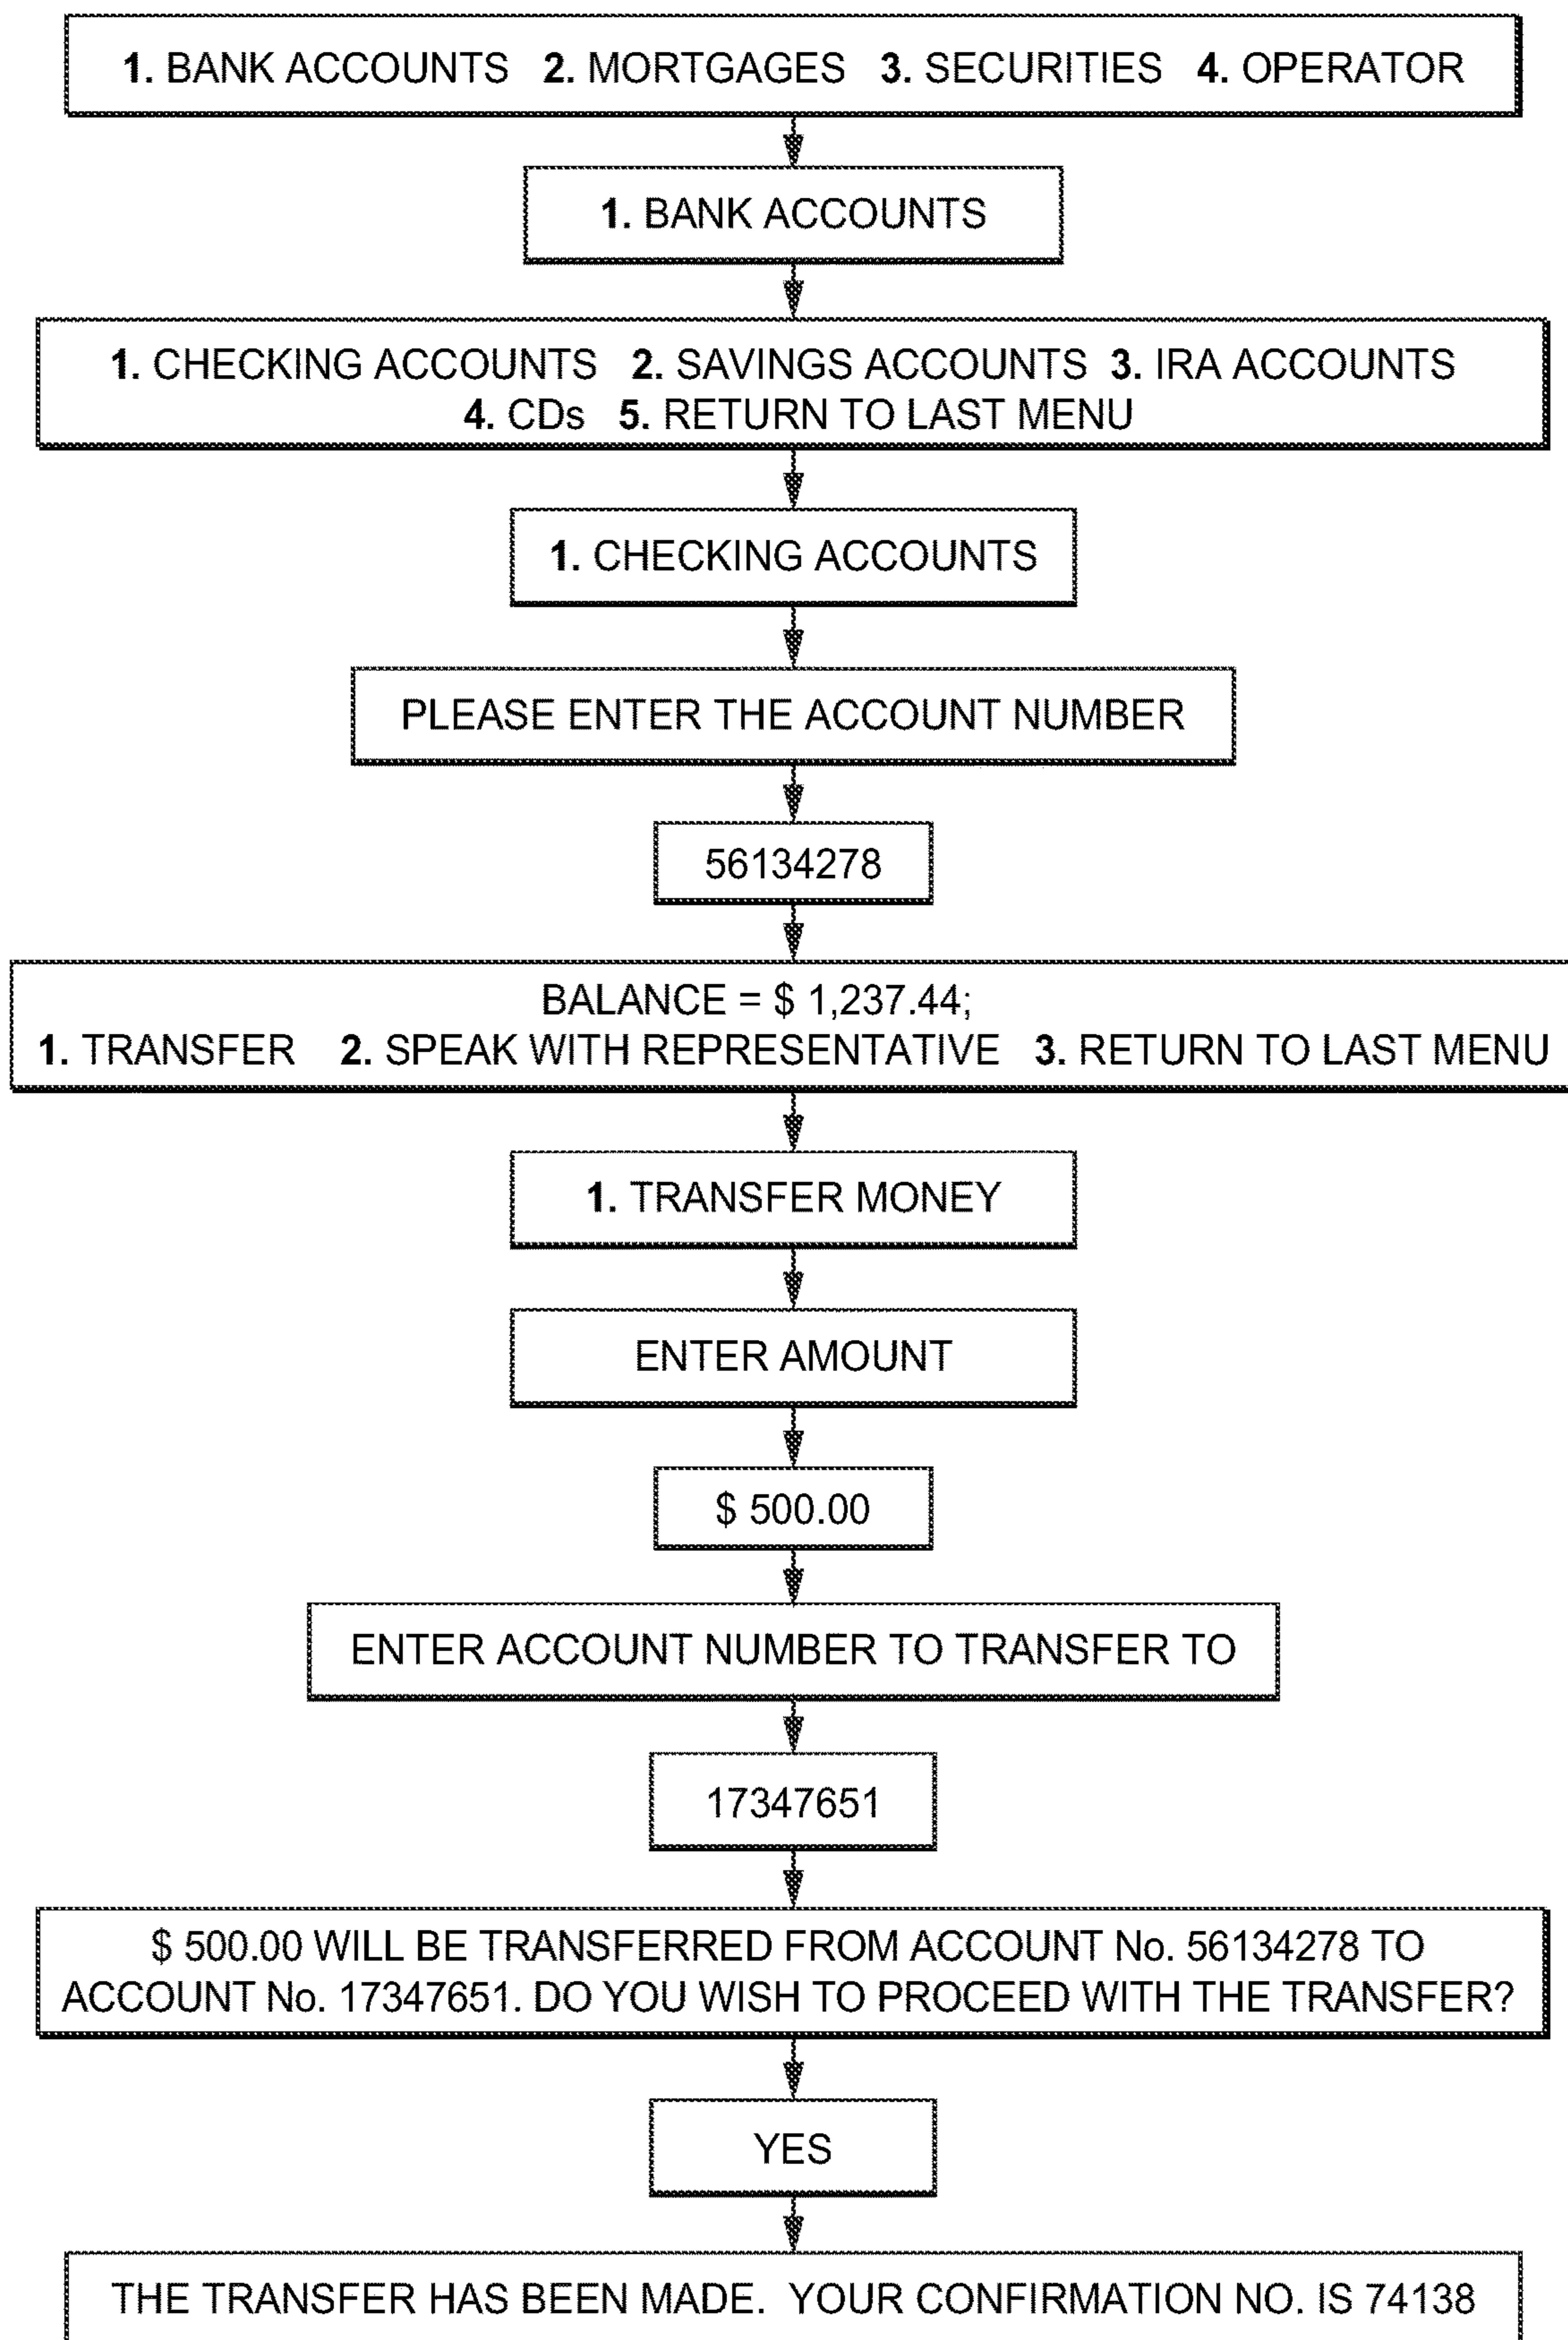 1. BANK ACCOUNTS 2. MORTGAGES 3. SECURITIES 4. OPERATOR
1. BANK ACCOUNTS
1. CHECKING ACCOUNTS 2. SAVINGS ACCOUNTS 3. IRA ACCOUNTS
4. CDs 5. RETURN TO LAST MENU
1. CHECKING ACCOUNTS
PLEASE ENTER THE ACCOUNT NUMBER
56134278
BALANCE = $ 1,237.44;
1. TRANSFER 2. SPEAK WITH REPRESENTATIVE 3. RETURN TO LAST MENU
1. TRANSFER MONEY
ENTER AMOUNT
$ 500.00
ENTER ACCOUNT NUMBER TO TRANSFER TO
17347651
$ 500.00 WILL BE TRANSFERRED FROM ACCOUNT No. 56134278 TO
ACCOUNT No. 17347651. DO YOU WISH TO PROCEED WITH THE TRANSFER?
YES
THE TRANSFER HAS BEEN MADE. YOUR CONFIRMATION NO. IS 74138